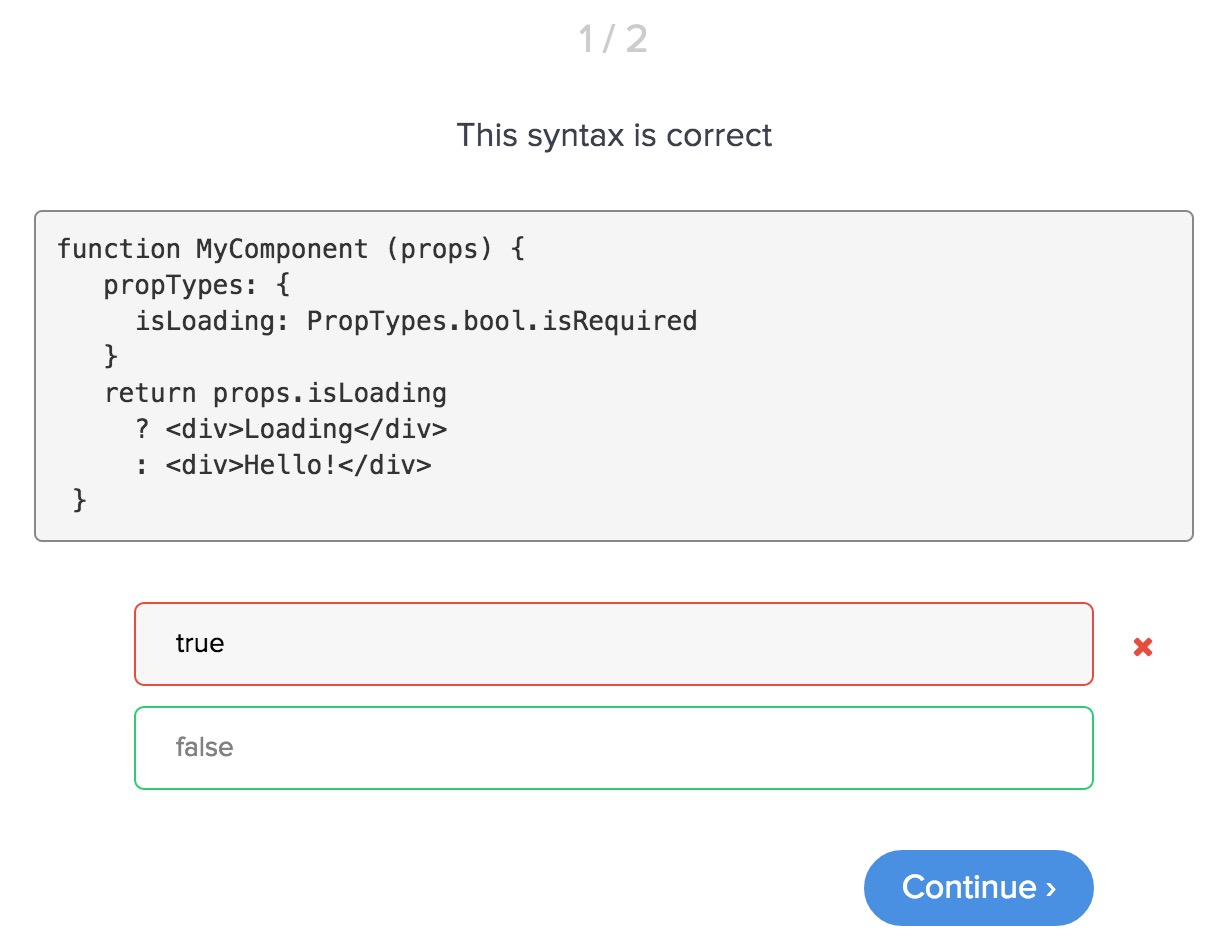 1 / 2
This syntax is correct
function MyComponent (props) {
   propTypes: {
     isLoading: PropTypes.bool.isRequired
   }
   return props.isLoading
     ? <div>Loading</div>
     : <div>Hello!</div>
 }
true
false
Continue ›